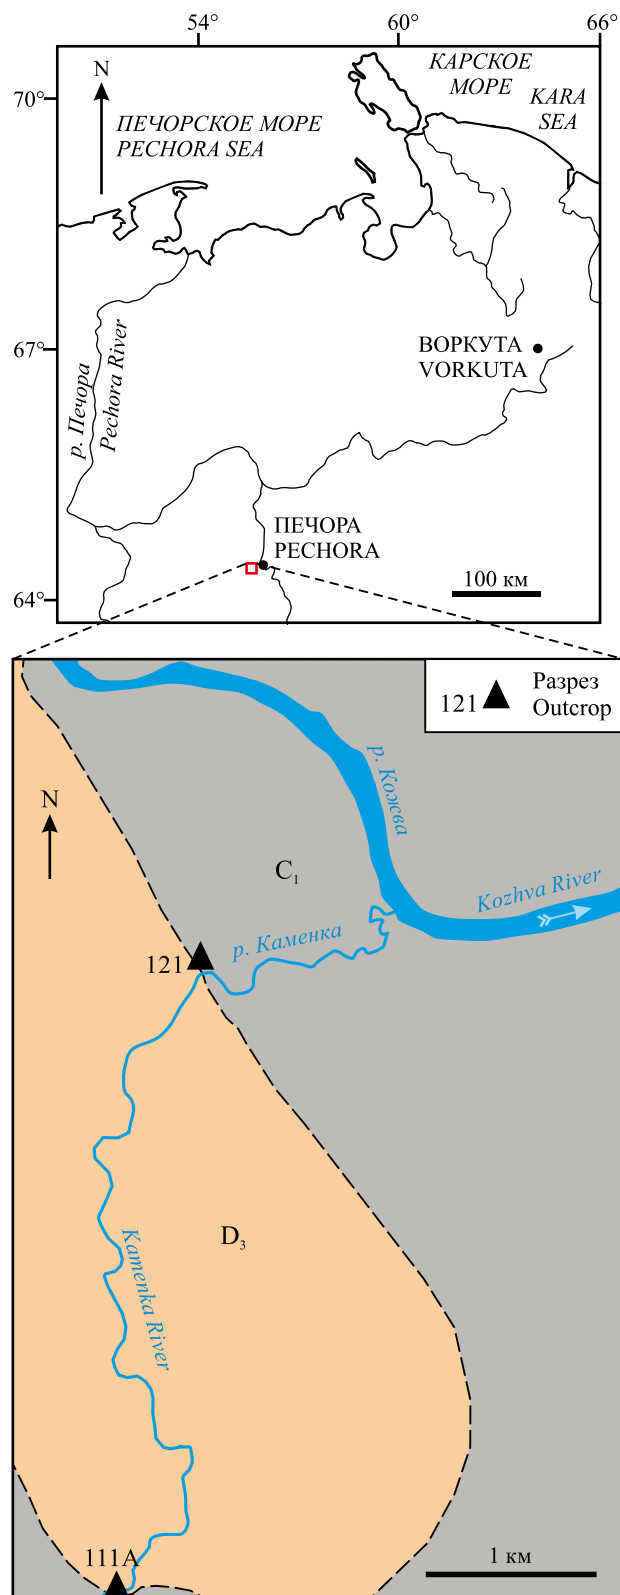 54°
60°
66°
N
КАРСКОЕ
МОРЕ
KARA
SEA
70°
ПЕЧОРСКОЕ МОРЕ
PECHORA SEA
67°
р. Печора
Pechora River
ВОРКУТА
VORKUTA
ПЕЧОРА
PECHORA
100 км
64°
121
Разрез
Outcrop
N
р. Кожва
C₁
Kozhva River
р. Каменка
121
D₃
Kamenka River
111А
1 км